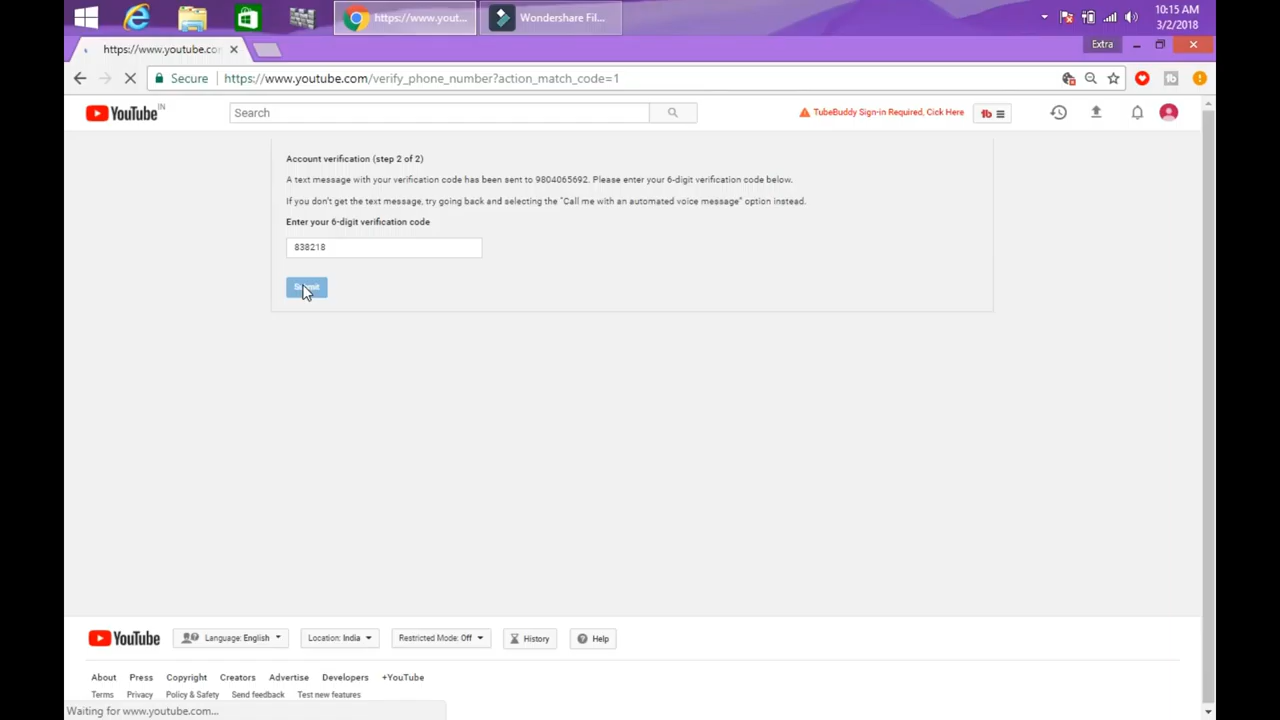 https://www.yout...
Wondershare Fil...
10:15 AM
3/2/2018
https://www.youtube.co
Extra
Secure
https://www.youtube.com/verify_phone_number?action_match_code=1
YouTube IN
Search
TubeBuddy Sign-in Required, Click Here
tb
Account verification (step 2 of 2)
A text message with your verification code has been sent to 9804065692. Please enter your 6-digit verification code below.
If you don't get the text message, try going back and selecting the "Call me with an automated voice message" option instead.
Enter your 6-digit verification code
838218
Submit
YouTube
Language: English
Location: India
Restricted Mode: Off
History
Help
About Press Copyright Creators Advertise Developers +YouTube
Terms Privacy Policy & Safety Send feedback Test new features
Waiting for www.youtube.com...